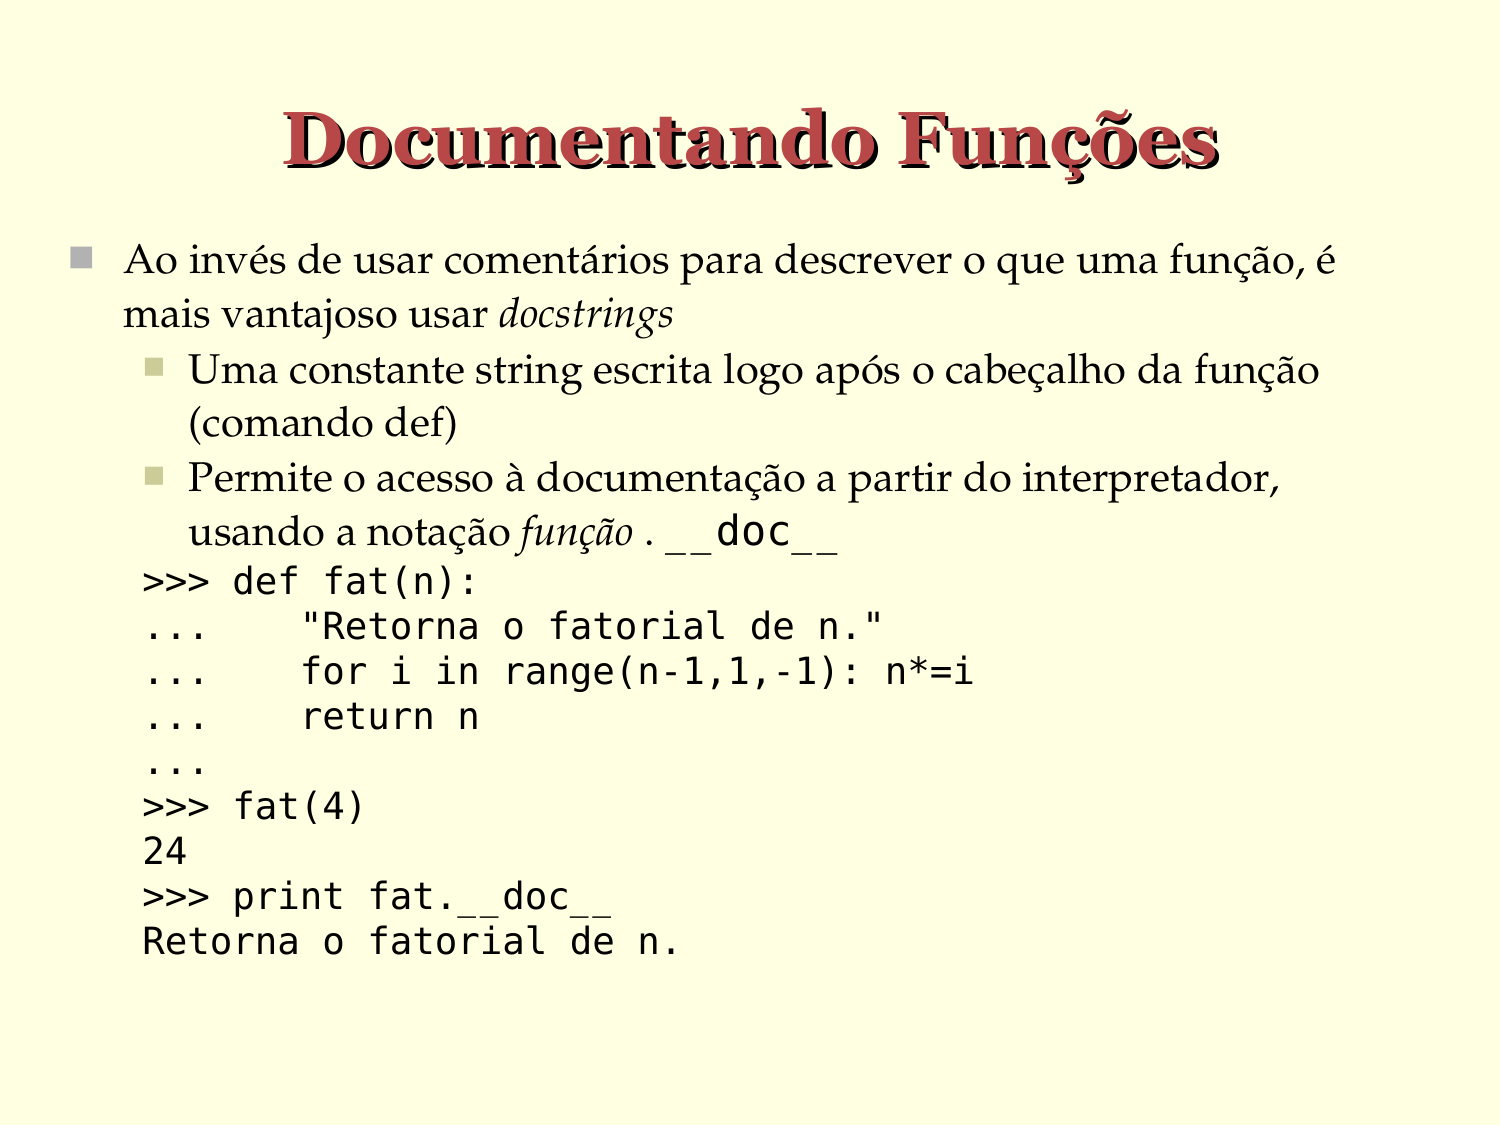 Documentando Funções
Ao invés de usar comentários para descrever o que uma função, é
mais vantajoso usar docstrings
Uma constante string escrita logo após o cabeçalho da função
(comando def)
Permite o acesso à documentação a partir do interpretador,
usando a notação função . __doc__
>>> def fat(n):
...    "Retorna o fatorial de n."
...    for i in range(n-1,1,-1): n*=i
...    return n
...
>>> fat(4)
24
>>> print fat.__doc__
Retorna o fatorial de n.